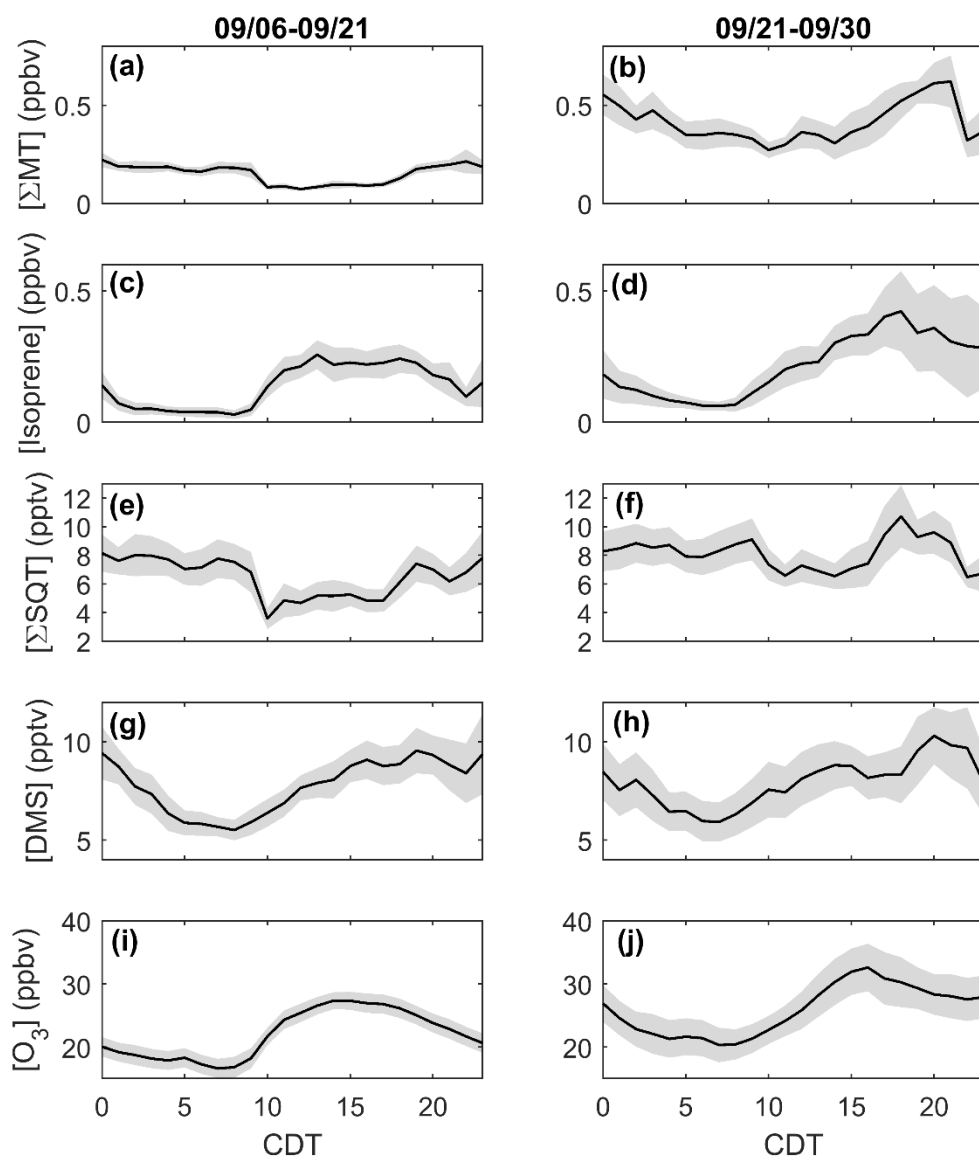 09/06-09/21
09/21-09/30
[ΣMT] (ppbv)
0.5
0
(a)
0.5
0
(b)
[Isoprene] (ppbv)
0.5
0
(c)
0.5
0
(d)
[ΣSQT] (pptv)
12
10
8
6
4
2
(e)
12
10
8
6
4
2
(f)
[DMS] (pptv)
10
5
(g)
10
5
(h)
[O3] (ppbv)
40
30
20
(i)
40
30
20
(j)
0 5 10 15 20
0 5 10 15 20
CDT
CDT